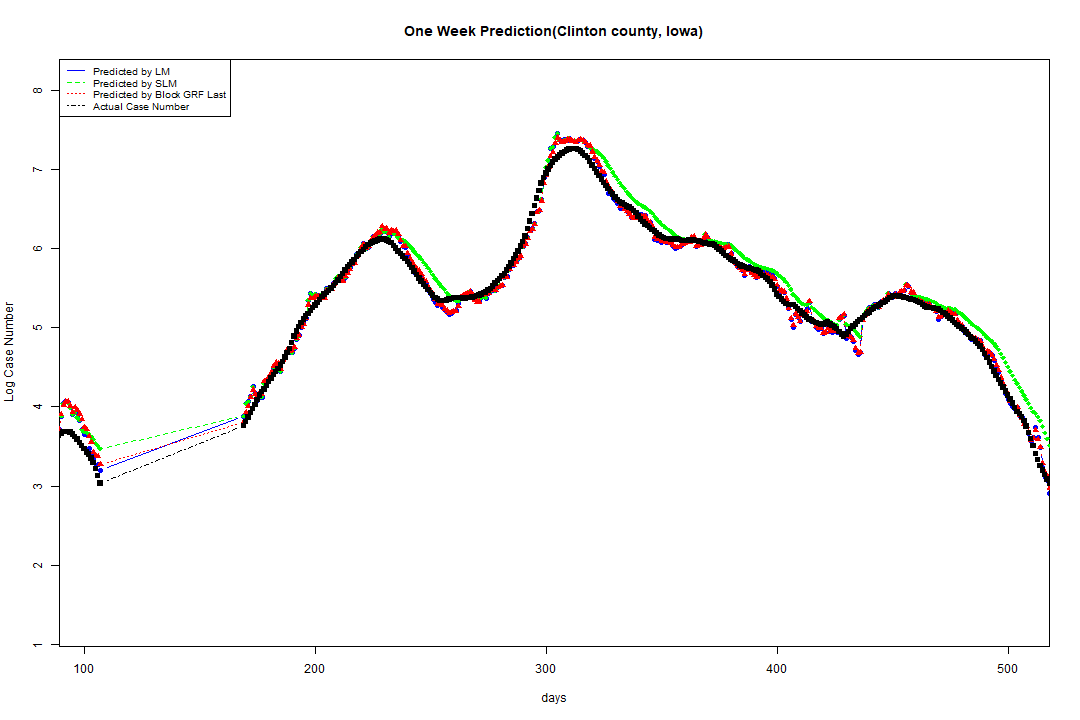 One Week Prediction(Clinton county, Iowa)
Predicted by LM
Predicted by SLM
Predicted by Block GRF Last
Actual Case Number
8
7
6
5
4
3
2
1
Log Case Number
100 200 300 400 500
days